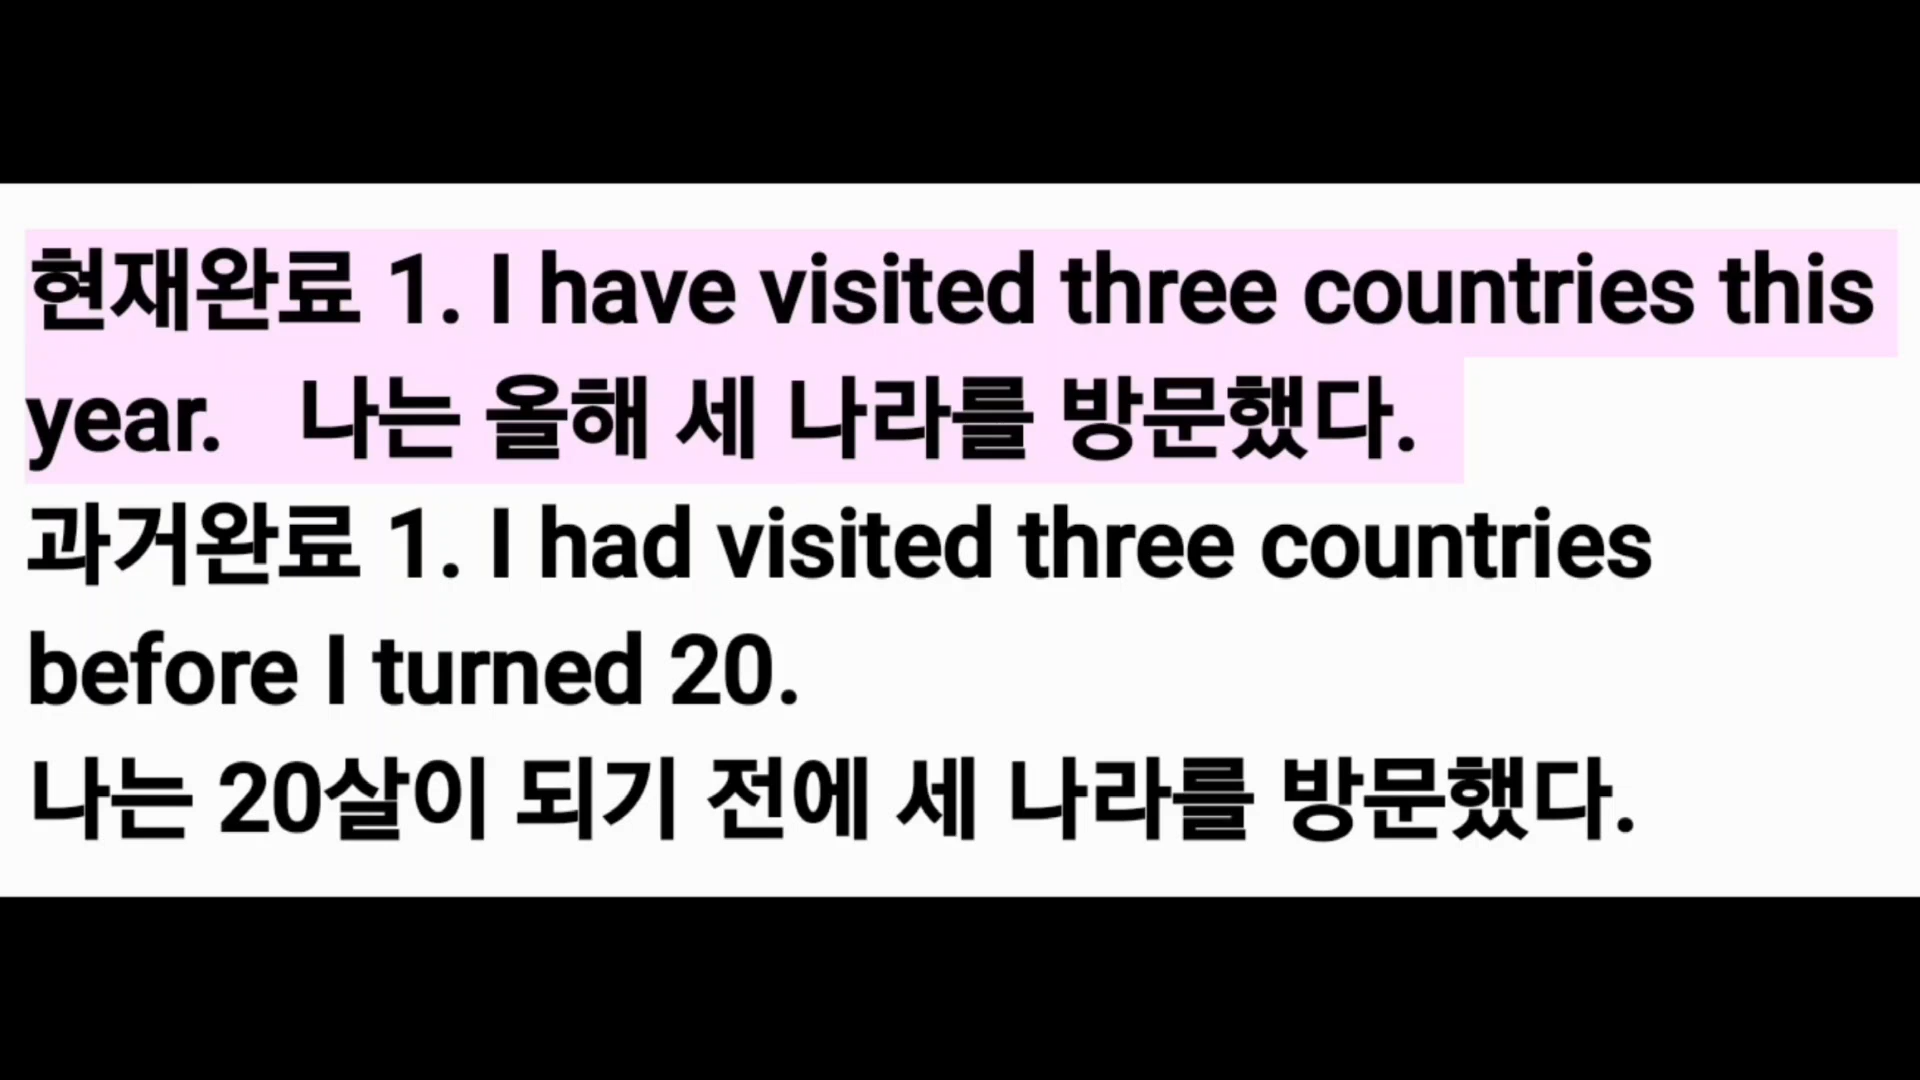 현재완료 1. I have visited three countries this
year. 나는 올해 세 나라를 방문했다.
과거완료 1. I had visited three countries
before I turned 20.
나는 20살이 되기 전에 세 나라를 방문했다.